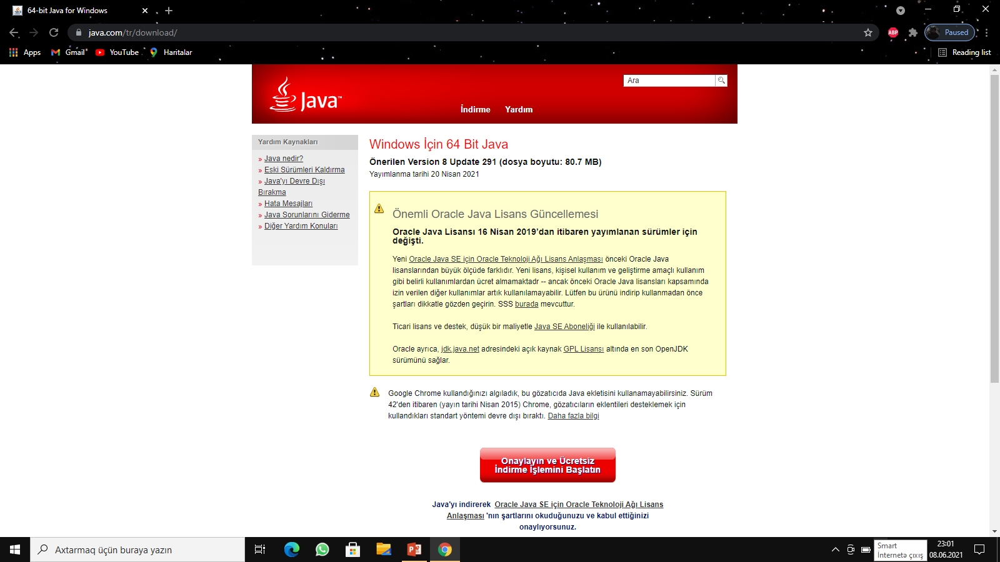 64-bit Java for Windows
java.com/tr/download/
ABP
Paused
Apps
Gmail
YouTube
Haritalar
Reading list
Java™
Ara
İndirme
Yardım
Yardım Kaynakları
» Java nedir?
» Eski Sürümleri Kaldırma
» Java'yı Devre Dışı
Bırakma
» Hata Mesajları
» Java Sorunlarını Giderme
» Diğer Yardım Konuları
Windows İçin 64 Bit Java
Önerilen Version 8 Update 291 (dosya boyutu: 80.7 MB)
Yayımlanma tarihi 20 Nisan 2021
Önemli Oracle Java Lisans Güncellemesi
Oracle Java Lisansı 16 Nisan 2019’dan itibaren yayımlanan sürümler için
değişti.
Yeni Oracle Java SE için Oracle Teknoloji Ağı Lisans Anlaşması önceki Oracle Java
lisanslarından büyük ölçüde farklıdır. Yeni lisans, kişisel kullanım ve geliştirme amaçlı kullanım
gibi belirli kullanımlardan ücret almamaktadr -- ancak önceki Oracle Java lisansları kapsamında
izin verilen diğer kullanımlar artık kullanılamayabilir. Lütfen bu ürünü indirip kullanmadan önce
şartları dikkatle gözden geçirin. SSS burada mevcuttur.
Ticari lisans ve destek, düşük bir maliyetle Java SE Aboneliği ile kullanılabilir.
Oracle ayrıca, jdk.java.net adresindeki açık kaynak GPL Lisansı altında en son OpenJDK
sürümünü sağlar.
Google Chrome kullandığınızı algıladık, bu gözatıcıda Java ekletisini kullanamayabilirsiniz. Sürüm
42'den itibaren (yayın tarihi Nisan 2015) Chrome, gözatıcıların eklentileri desteklemek için
kullandıkları standart yöntemi devre dışı bıraktı. Daha fazla bilgi
Onaylayın ve Ücretsiz
İndirme İşlemini Başlatın
Java'yı indirerek Oracle Java SE için Oracle Teknoloji Ağı Lisans
Anlaşması 'nın şartlarını okuduğunuzu ve kabul ettiğinizi
onaylıyorsunuz.
Axtarmaq üçün buraya yazın
Smart
İnternetə çıxış
23:01
08.06.2021